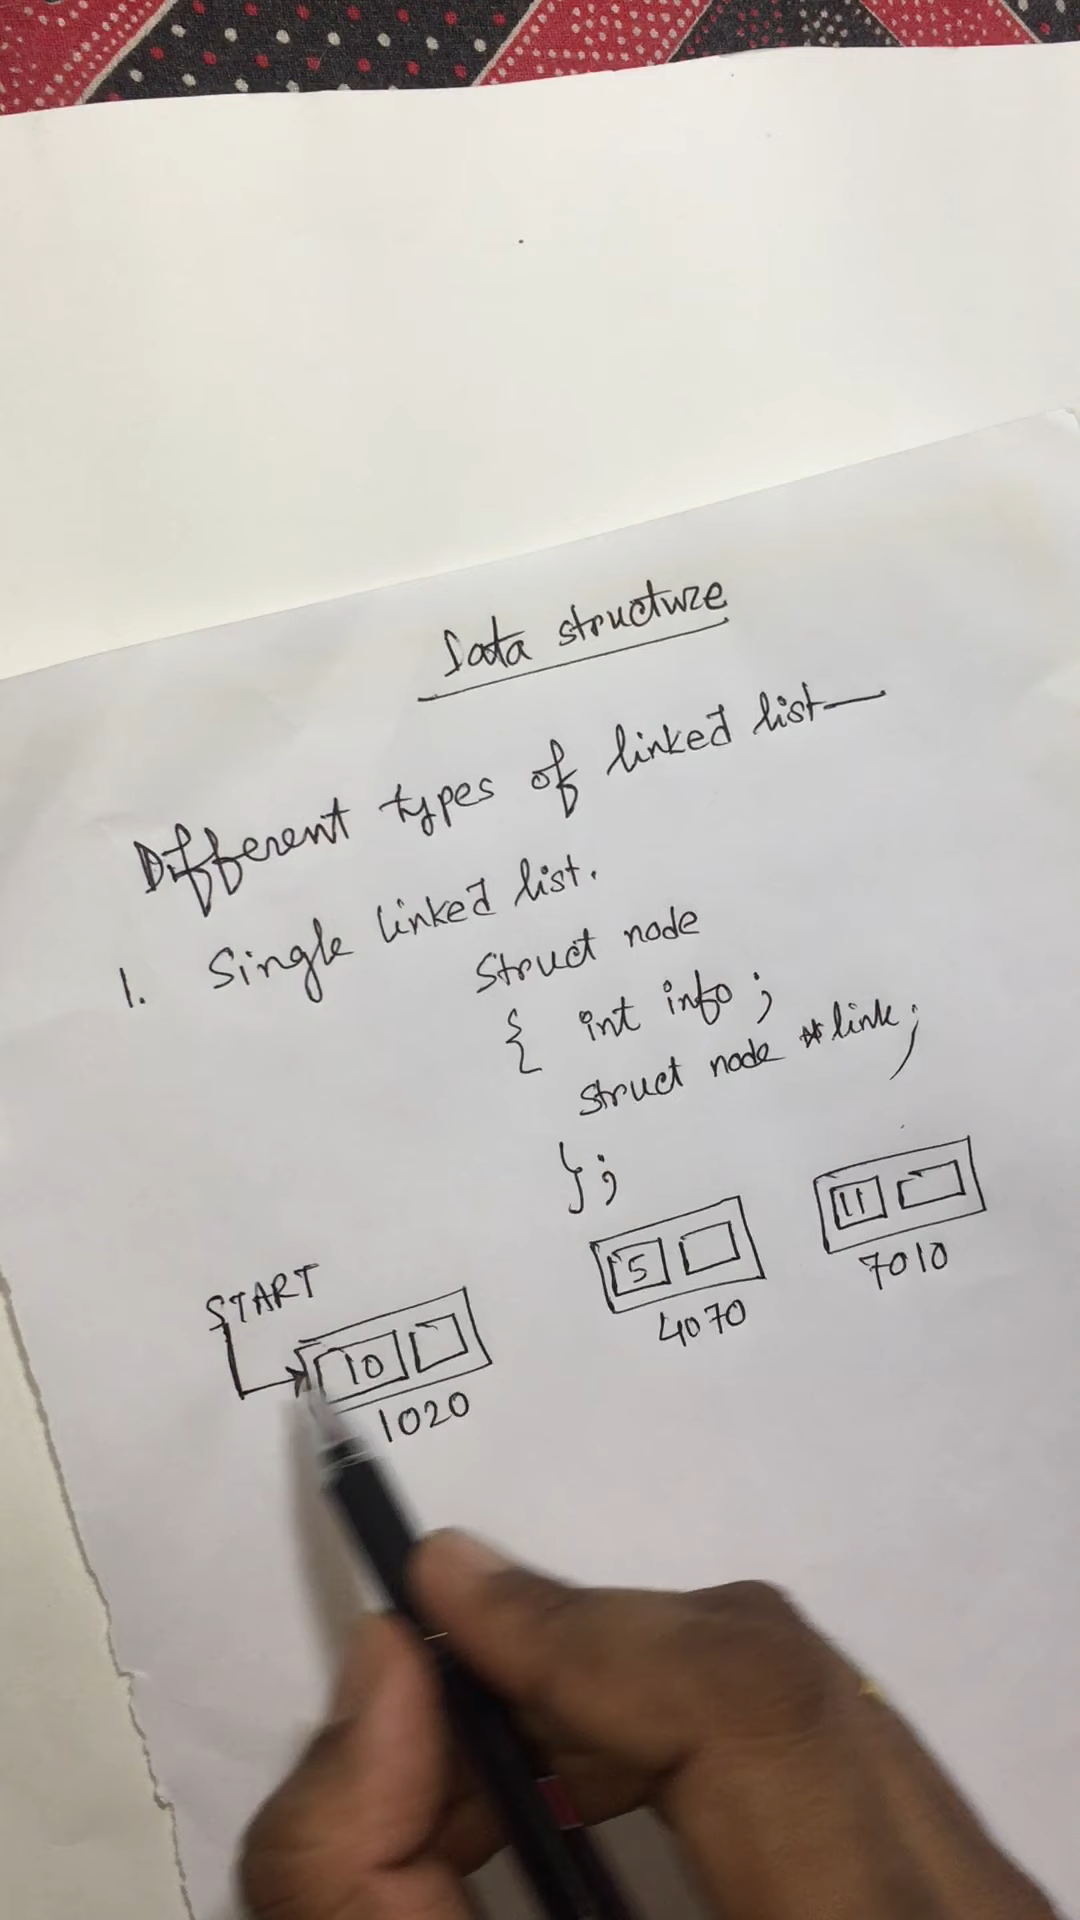 Data structure
Different types of linked list—
1. Single linked list.
Struct node
{ int info ;
struct node *link;
};
START
10
1020
5
4070
11
7010